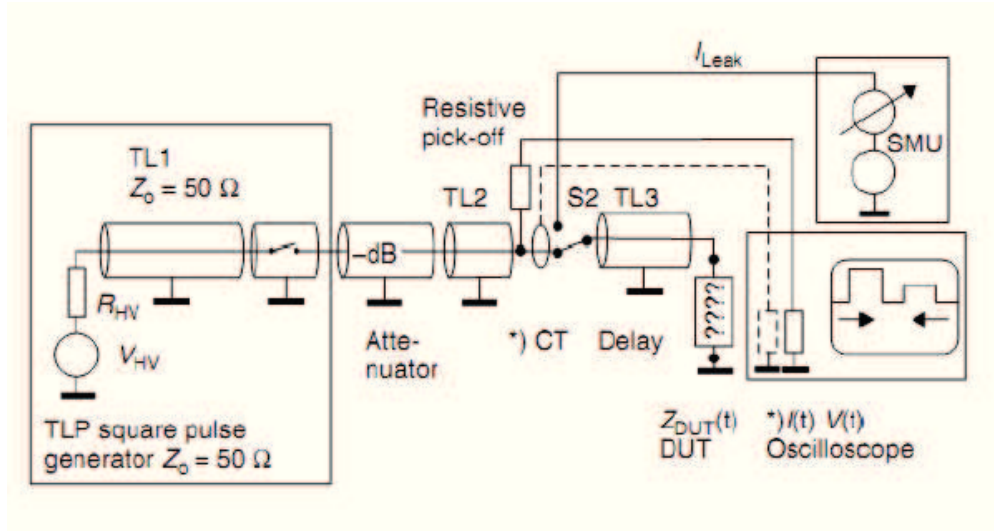 I_Leak
Resistive
pick-off
SMU
TL1
Z_o = 50 Ω
TL2
S2
TL3
–dB
R_HV
????
V_HV
Atte-
nuator
*) CT
Delay
TLP square pulse
generator Z_o = 50 Ω
Z_DUT(t)
DUT
*) I(t) V(t)
Oscilloscope